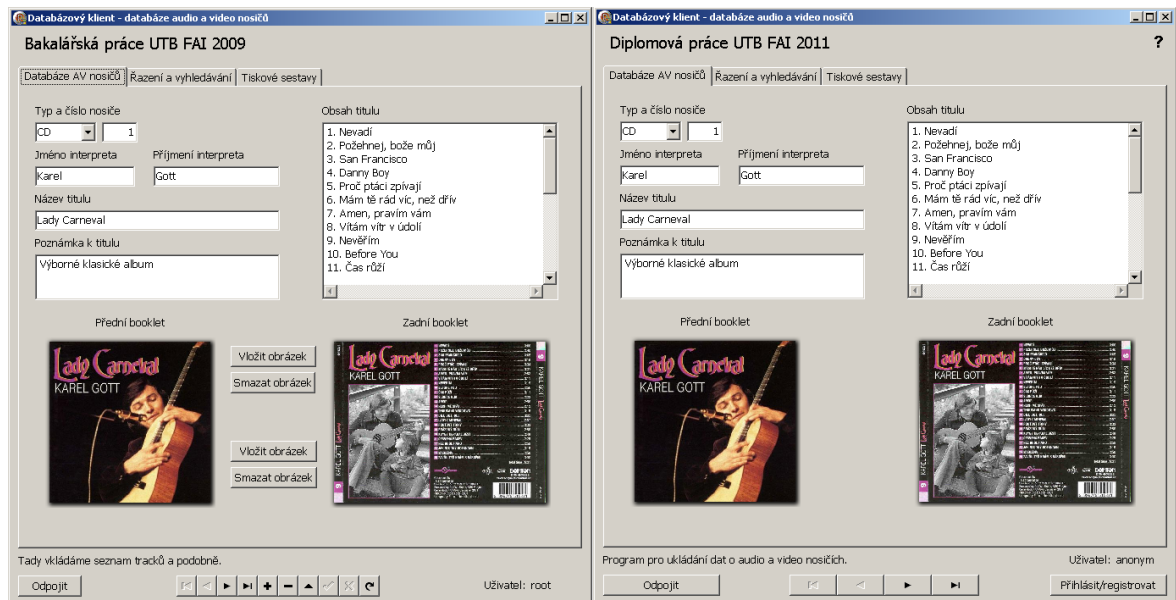 Databázový klient - databáze audio a video nosičů
Bakalářská práce UTB FAI 2009
Databáze AV nosičů
Řazení a vyhledávání
Tiskové sestavy
Typ a číslo nosiče
CD
1
Jméno interpreta
Příjmení interpreta
Karel
Gott
Název titulu
Lady Carneval
Poznámka k titulu
Výborné klasické album
Obsah titulu
1. Nevadí
2. Požehnej, bože můj
3. San Francisco
4. Danny Boy
5. Proč ptáci zpívají
6. Mám tě rád víc, než dřív
7. Amen, pravím vám
8. Vítám vítr v údolí
9. Nevěřím
10. Before You
11. Čas růží
Přední booklet
Zadní booklet
Lady Carneval
KAREL GOTT
Vložit obrázek
Smazat obrázek
Vložit obrázek
Smazat obrázek
Lady Carneval
KAREL GOTT
KAREL GOTT
KAREL GOTT
Tady vkládáme seznam tracků a podobně.
Odpojit
Uživatel: root
Databázový klient - databáze audio a video nosičů
Diplomová práce UTB FAI 2011
?
Databáze AV nosičů
Řazení a vyhledávání
Tiskové sestavy
Typ a číslo nosiče
CD
1
Jméno interpreta
Příjmení interpreta
Karel
Gott
Název titulu
Lady Carneval
Poznámka k titulu
Výborné klasické album
Obsah titulu
1. Nevadí
2. Požehnej, bože můj
3. San Francisco
4. Danny Boy
5. Proč ptáci zpívají
6. Mám tě rád víc, než dřív
7. Amen, pravím vám
8. Vítám vítr v údolí
9. Nevěřím
10. Before You
11. Čas růží
Přední booklet
Zadní booklet
Lady Carneval
KAREL GOTT
Lady Carneval
KAREL GOTT
KAREL GOTT
KAREL GOTT
Program pro ukládání dat o audio a video nosičích.
Uživatel: anonym
Odpojit
Přihlásit/registrovat